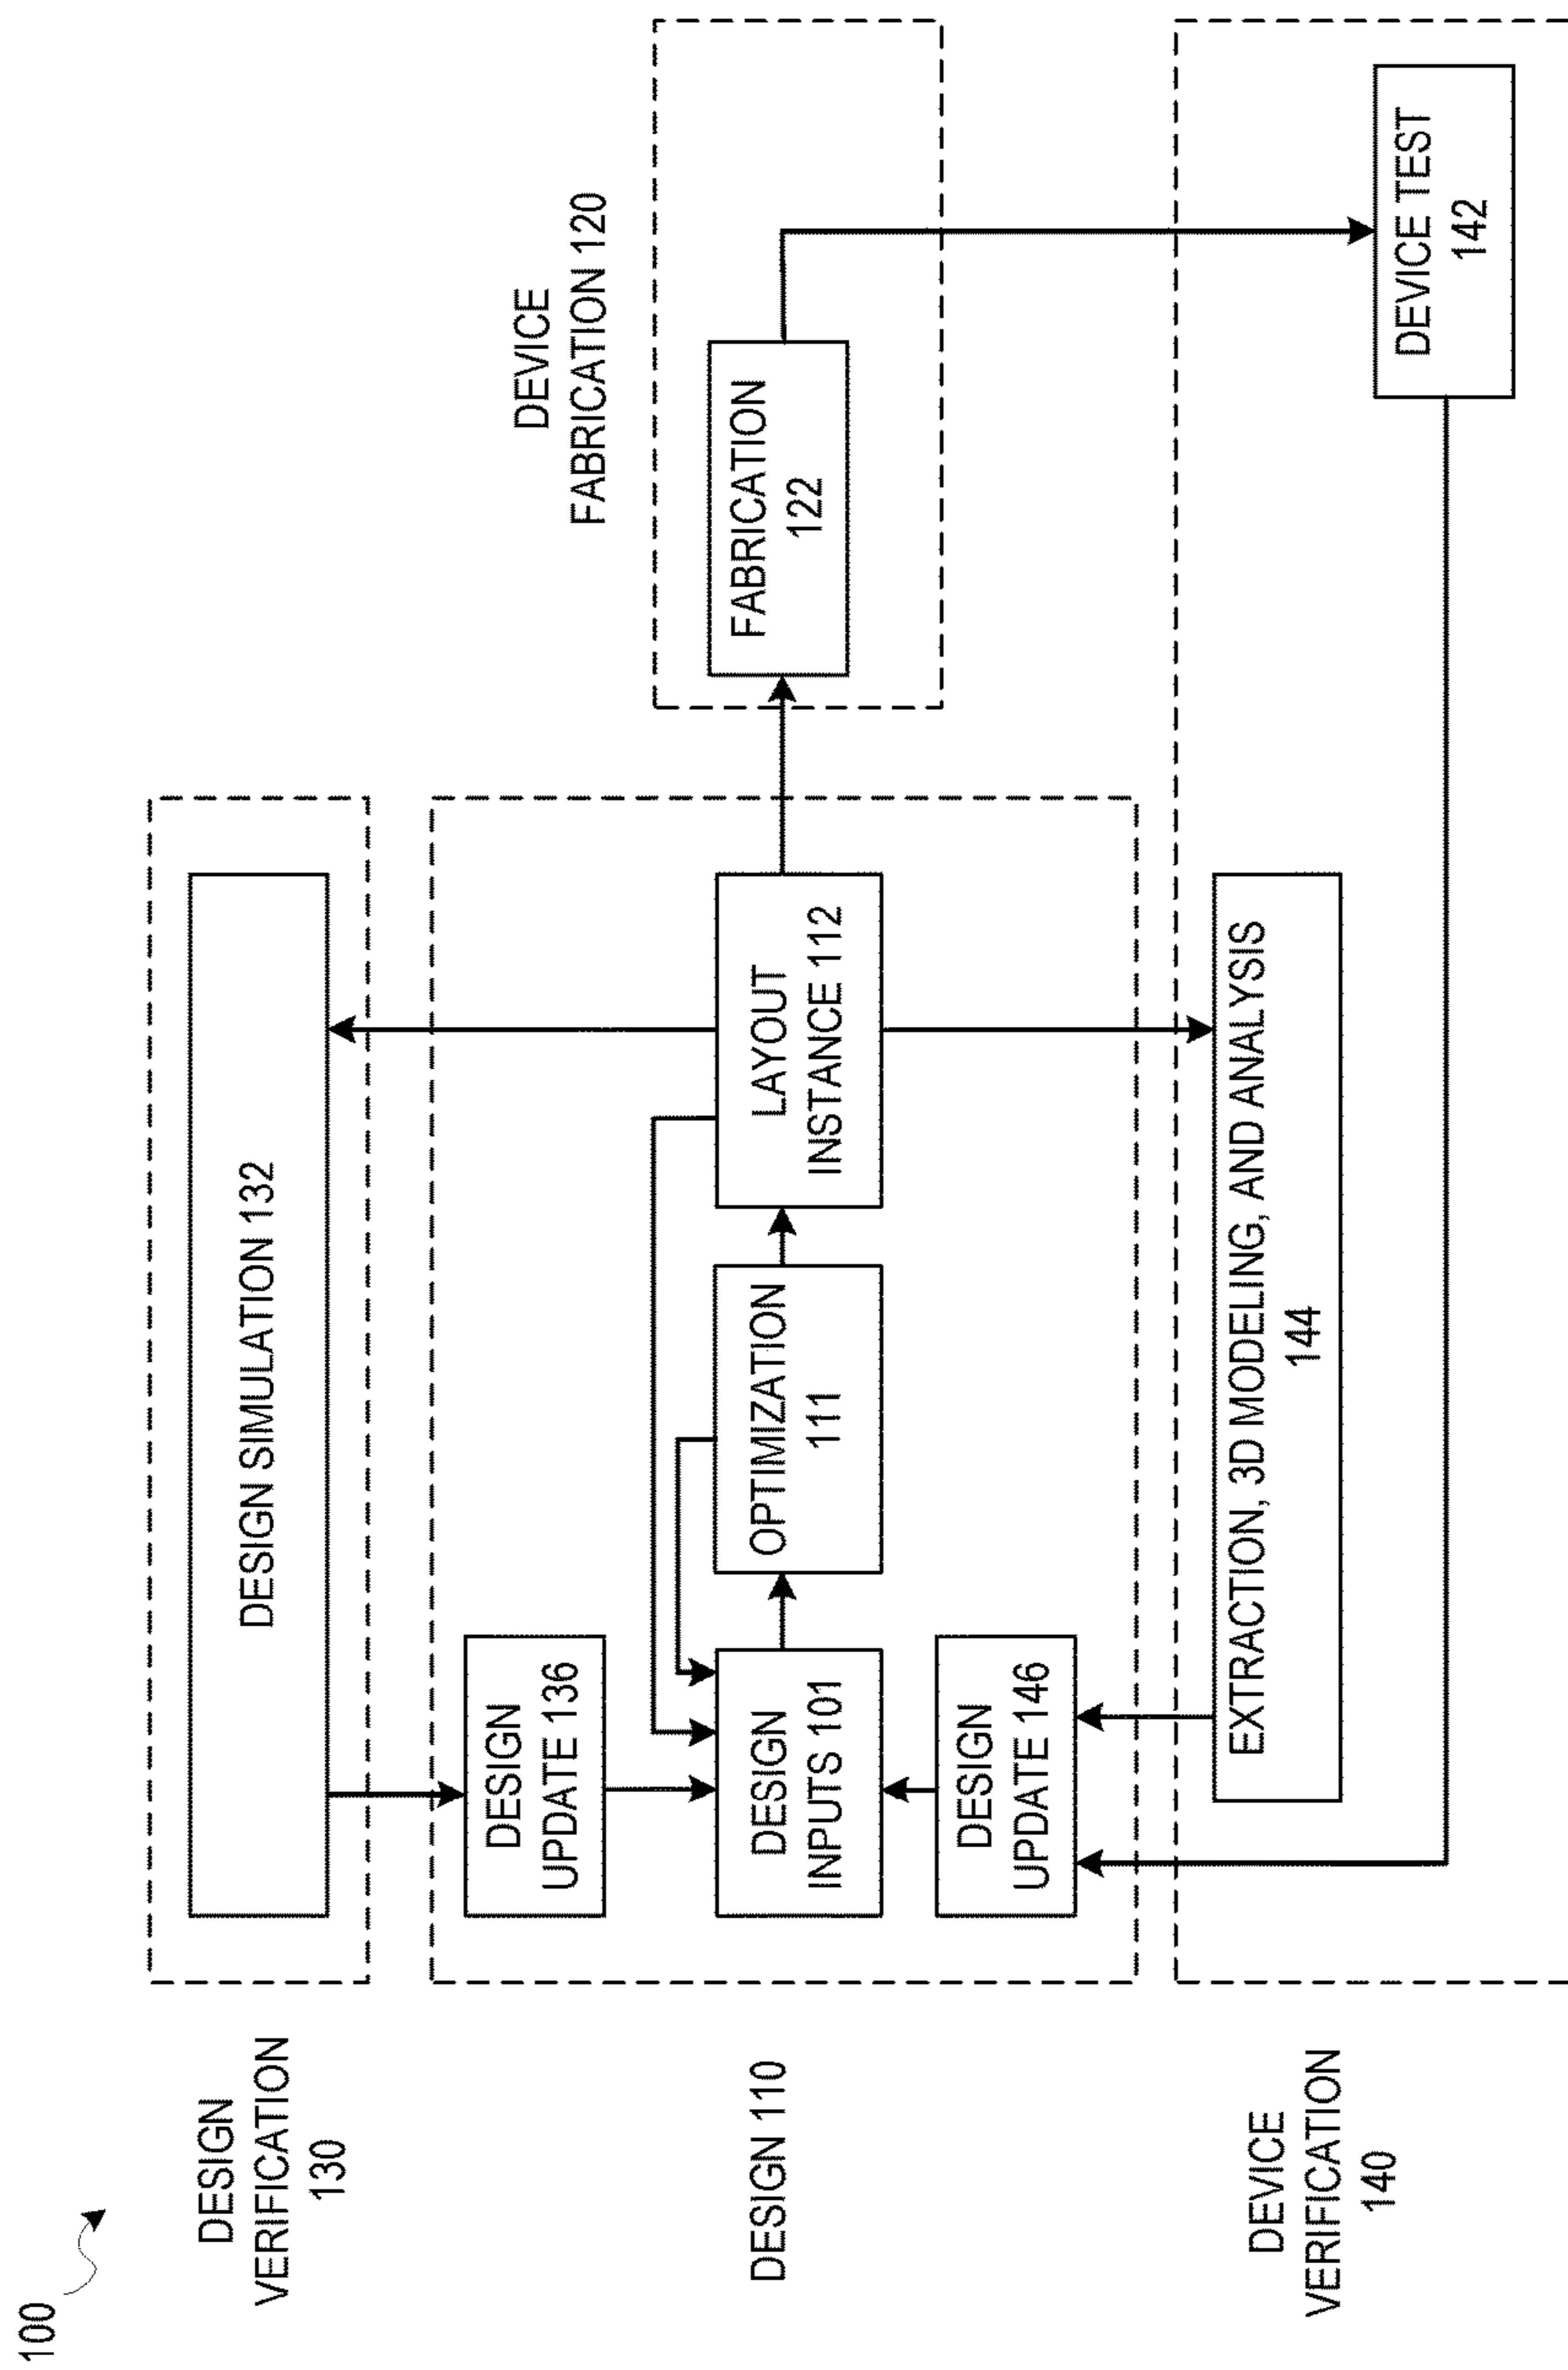 100
DESIGN
VERIFICATION
130
DESIGN SIMULATION 132
DEVICE
FABRICATION 120
DESIGN 110
DESIGN
UPDATE 136
DESIGN
INPUTS 101
OPTIMIZATION
111
LAYOUT
INSTANCE 112
FABRICATION
122
DESIGN
UPDATE 146
DEVICE
VERIFICATION
140
EXTRACTION, 3D MODELING, AND ANALYSIS
144
DEVICE TEST
142